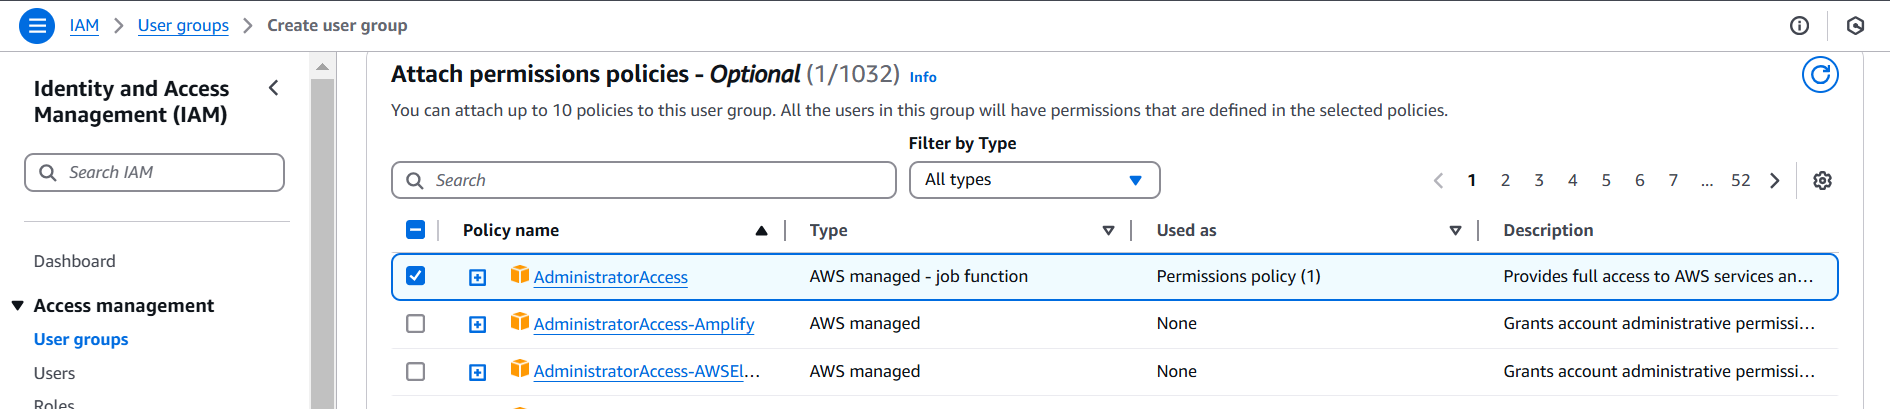 IAM > User groups > Create user group
Identity and Access
Management (IAM)
Search IAM
Dashboard
Access management
User groups
Users
Roles
Attach permissions policies - Optional (1/1032) Info
You can attach up to 10 policies to this user group. All the users in this group will have permissions that are defined in the selected policies.
Filter by Type
Search All types 1 2 3 4 5 6 7 ... 52
Policy name Type Used as Description
AdministratorAccess AWS managed - job function Permissions policy (1) Provides full access to AWS services an...
AdministratorAccess-Amplify AWS managed None Grants account administrative permissi...
AdministratorAccess-AWSEl... AWS managed None Grants account administrative permissi...